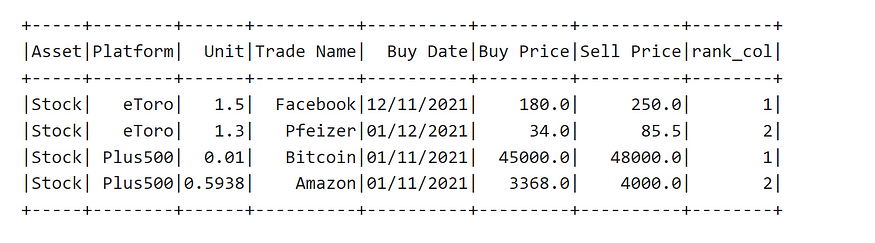 +-----+--------+------+----------+----------+---------+----------+--------+
|Asset|Platform|  Unit|Trade Name|  Buy Date|Buy Price|Sell Price|rank_col|
+-----+--------+------+----------+----------+---------+----------+--------+
|Stock|   eToro|   1.5|  Facebook|12/11/2021|    180.0|     250.0|       1|
|Stock|   eToro|   1.3|   Pfeizer|01/12/2021|     34.0|      85.5|       2|
|Stock| Plus500|  0.01|   Bitcoin|01/11/2021|  45000.0|   48000.0|       1|
|Stock| Plus500|0.5938|    Amazon|01/11/2021|   3368.0|    4000.0|       2|
+-----+--------+------+----------+----------+---------+----------+--------+